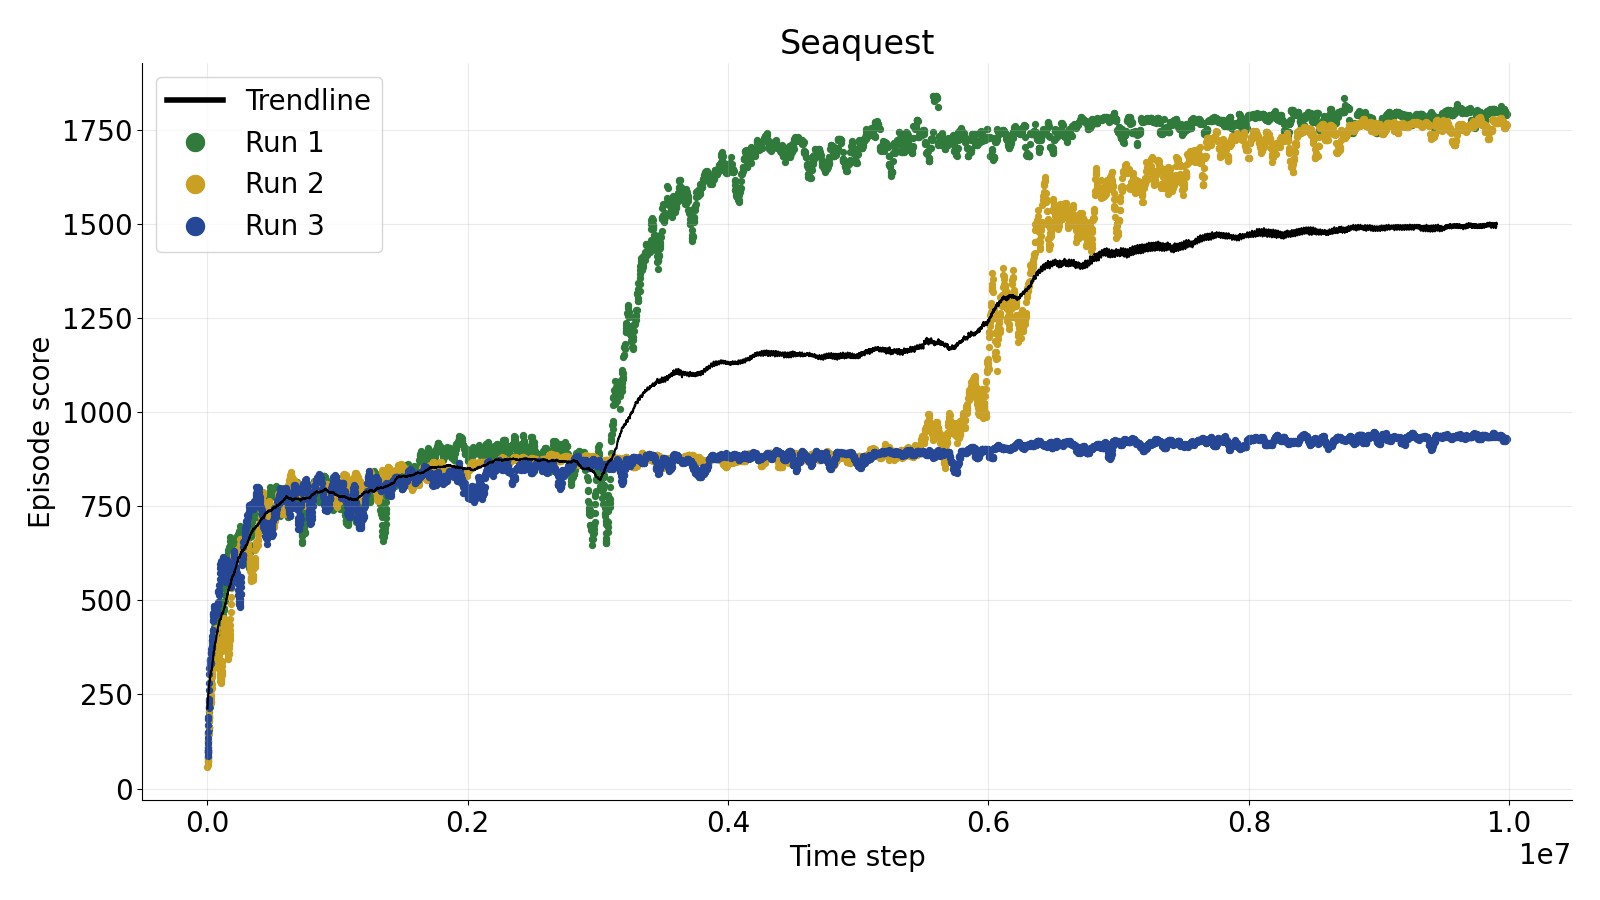 Seaquest
Trendline
Run 1
Run 2
Run 3
Episode score
1750
1500
1250
1000
750
500
250
0
0.0 0.2 0.4 0.6 0.8 1.0
1e7
Time step